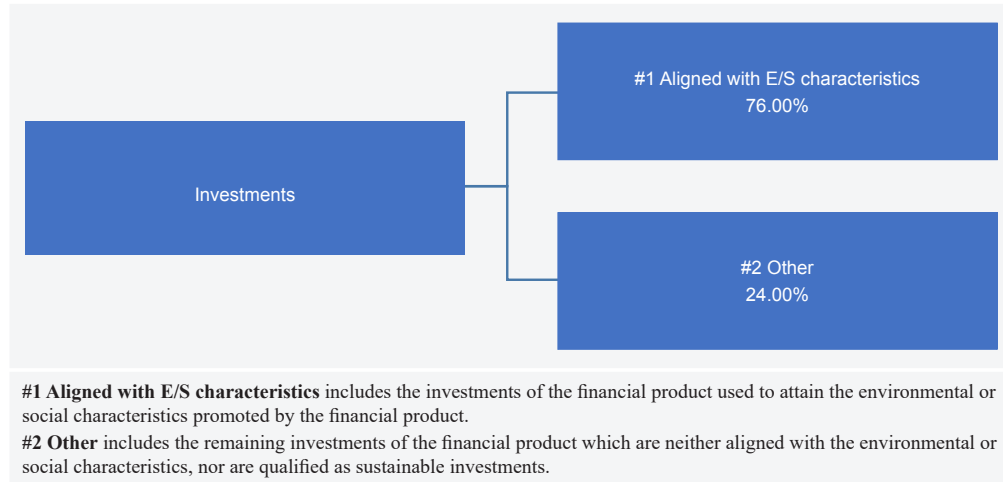 #1 Aligned with E/S characteristics
76.00%
Investments
#2 Other
24.00%
#1 Aligned with E/S characteristics includes the investments of the financial product used to attain the environmental or
social characteristics promoted by the financial product.
#2 Other includes the remaining investments of the financial product which are neither aligned with the environmental or
social characteristics, nor are qualified as sustainable investments.